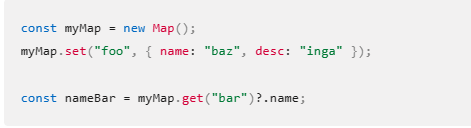 const myMap = new Map();
myMap.set("foo", { name: "baz", desc: "inga" });
const nameBar = myMap.get("bar")?.name;